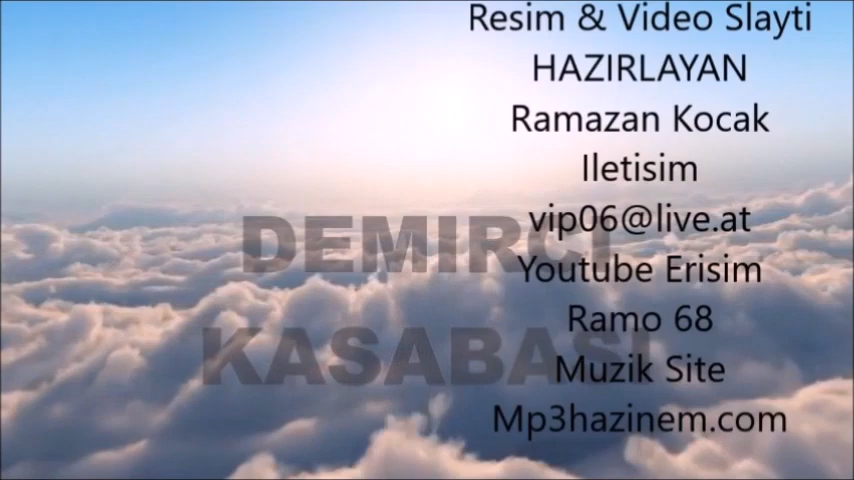 Resim & Video Slayti
HAZIRLAYAN
Ramazan Kocak
Iletisim
vip06@live.at
Youtube Erisim
Ramo 68
Muzik Site
Mp3hazinem.com
DEMIRCI
KASABASI